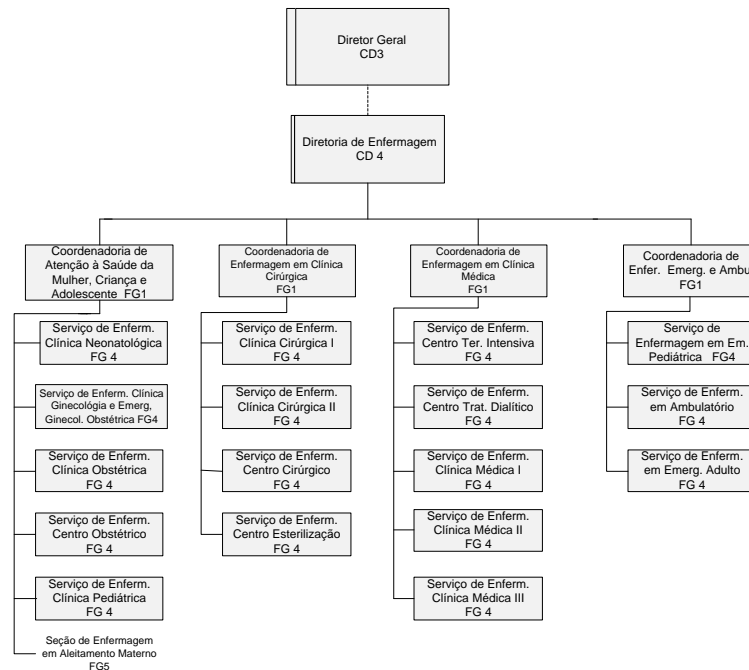 Diretor Geral
CD3
Diretoria de Enfermagem
CD 4
Coordenadoria de
Atenção à Saúde da
Mulher, Criança e
Adolescente FG1
Serviço de Enferm.
Clínica Neonatológica
FG 4
Serviço de Enferm. Clínica
Ginecológia e Emerg,
Ginecol. Obstétrica FG4
Serviço de Enferm.
Clínica Obstétrica
FG 4
Serviço de Enferm.
Centro Obstétrico
FG 4
Serviço de Enferm.
Clínica Pediátrica
FG 4
Seção de Enfermagem
em Aleitamento Materno
FG5
Coordenadoria de
Enfermagem em Clínica
Cirúrgica
FG1
Serviço de Enferm.
Clínica Cirúrgica I
FG 4
Serviço de Enferm.
Clínica Cirúrgica II
FG 4
Serviço de Enferm.
Centro Cirúrgico
FG 4
Serviço de Enferm.
Centro Esterilização
FG 4
Coordenadoria de
Enfermagem em Clínica
Médica
FG1
Serviço de Enferm.
Centro Ter. Intensiva
FG 4
Serviço de Enferm.
Centro Trat. Dialítico
FG 4
Serviço de Enferm.
Clínica Médica I
FG 4
Serviço de Enferm.
Clínica Médica II
FG 4
Serviço de Enferm.
Clínica Médica III
FG 4
Coordenadoria de
Enfer. Emerg. e Ambu
FG1
Serviço de
Enfermagem em Em.
Pediátrica FG4
Serviço de Enferm.
em Ambulatório
FG 4
Serviço de Enferm.
em Emerg. Adulto
FG 4